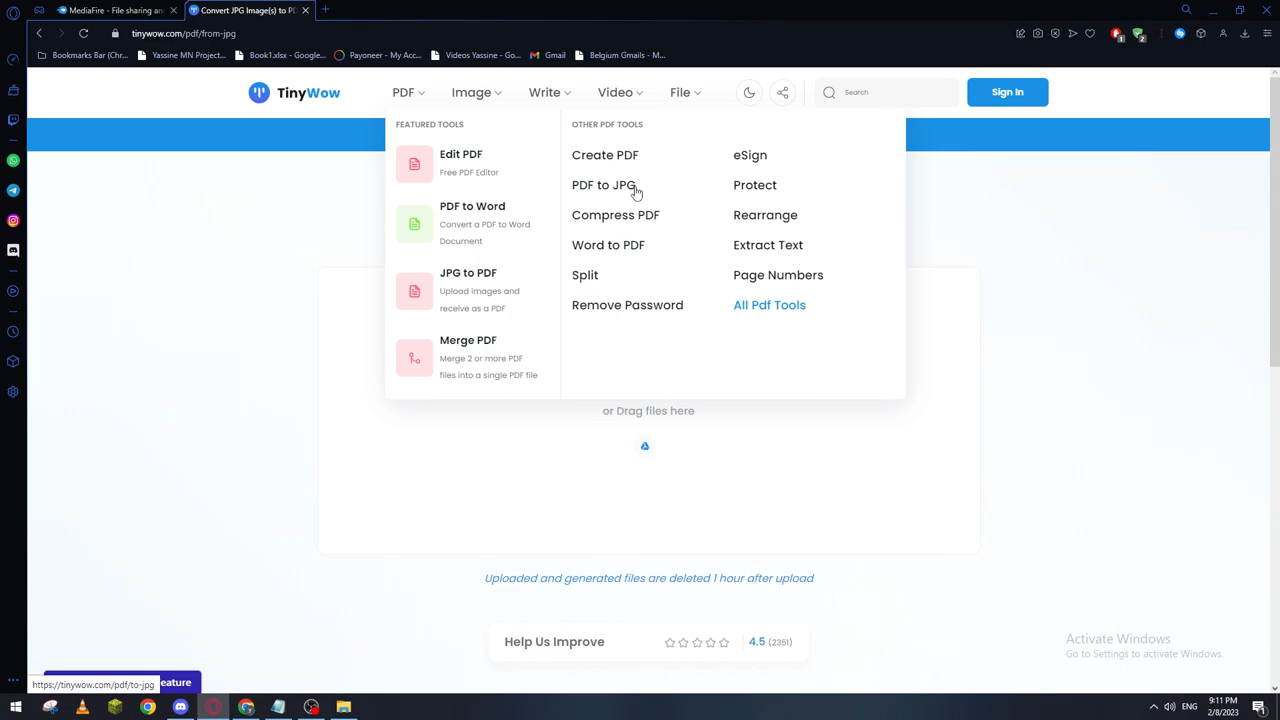 MediaFire - File sharing and
Convert JPG Image(s) to PD
tinywow.com/pdf/from-jpg
Bookmarks Bar (Chr...
Yassine MN Project...
Book1.xlsx - Google...
Payoneer - My Acc...
Videos Yassine - Go...
Gmail
Belgium Gmails - M...
1
2
TinyWow
PDF
Image
Write
Video
File
Search
Sign In
FEATURED TOOLS
Edit PDF
Free PDF Editor
PDF to Word
Convert a PDF to Word
Document
JPG to PDF
Upload images and
receive as a PDF
Merge PDF
Merge 2 or more PDF
files into a single PDF file
OTHER PDF TOOLS
Create PDF
PDF to JPG
Compress PDF
Word to PDF
Split
Remove Password
eSign
Protect
Rearrange
Extract Text
Page Numbers
All Pdf Tools
or Drag files here
Uploaded and generated files are deleted 1 hour after upload
Help Us Improve
4.5 (2351)
Activate Windows
Go to Settings to activate Windows.
eature
https://tinywow.com/pdf/to-jpg
ENG
9:11 PM
2/8/2023
1